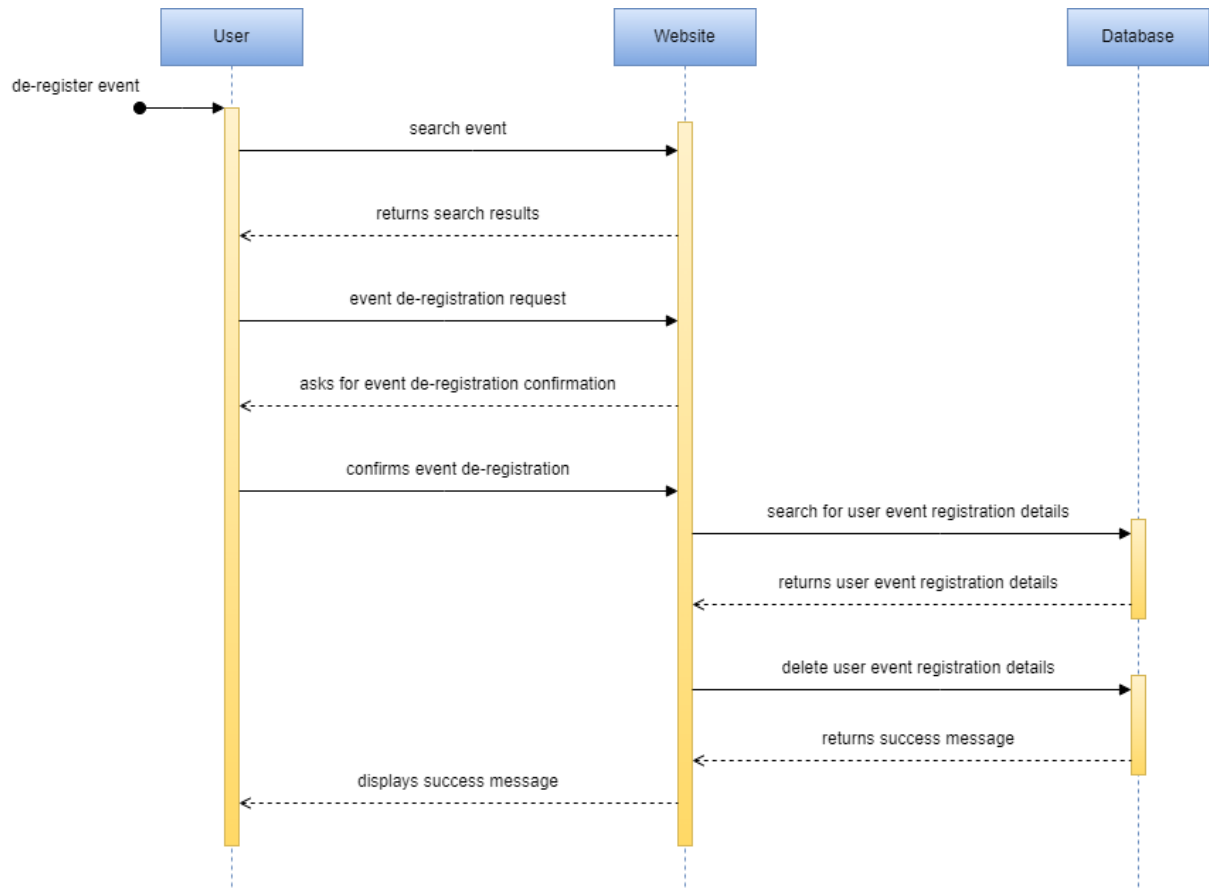 User
Website
Database
de-register event
search event
returns search results
event de-registration request
asks for event de-registration confirmation
confirms event de-registration
search for user event registration details
returns user event registration details
delete user event registration details
returns success message
displays success message